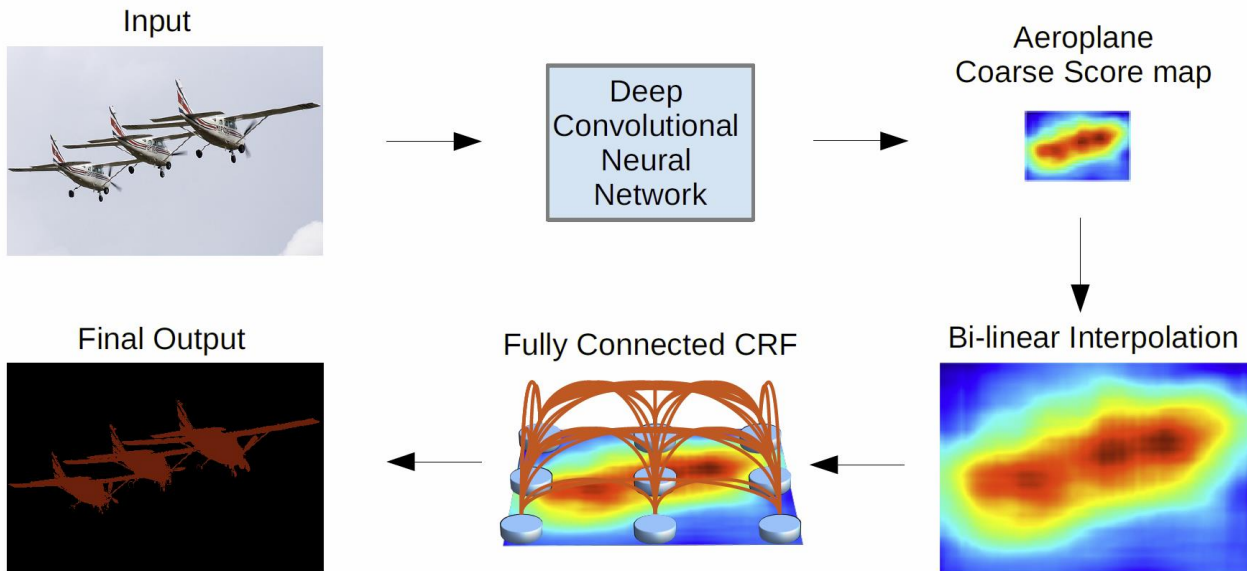 Input
Deep
Convolutional
Neural
Network
Aeroplane
Coarse Score map
Final Output
Fully Connected CRF
Bi-linear Interpolation